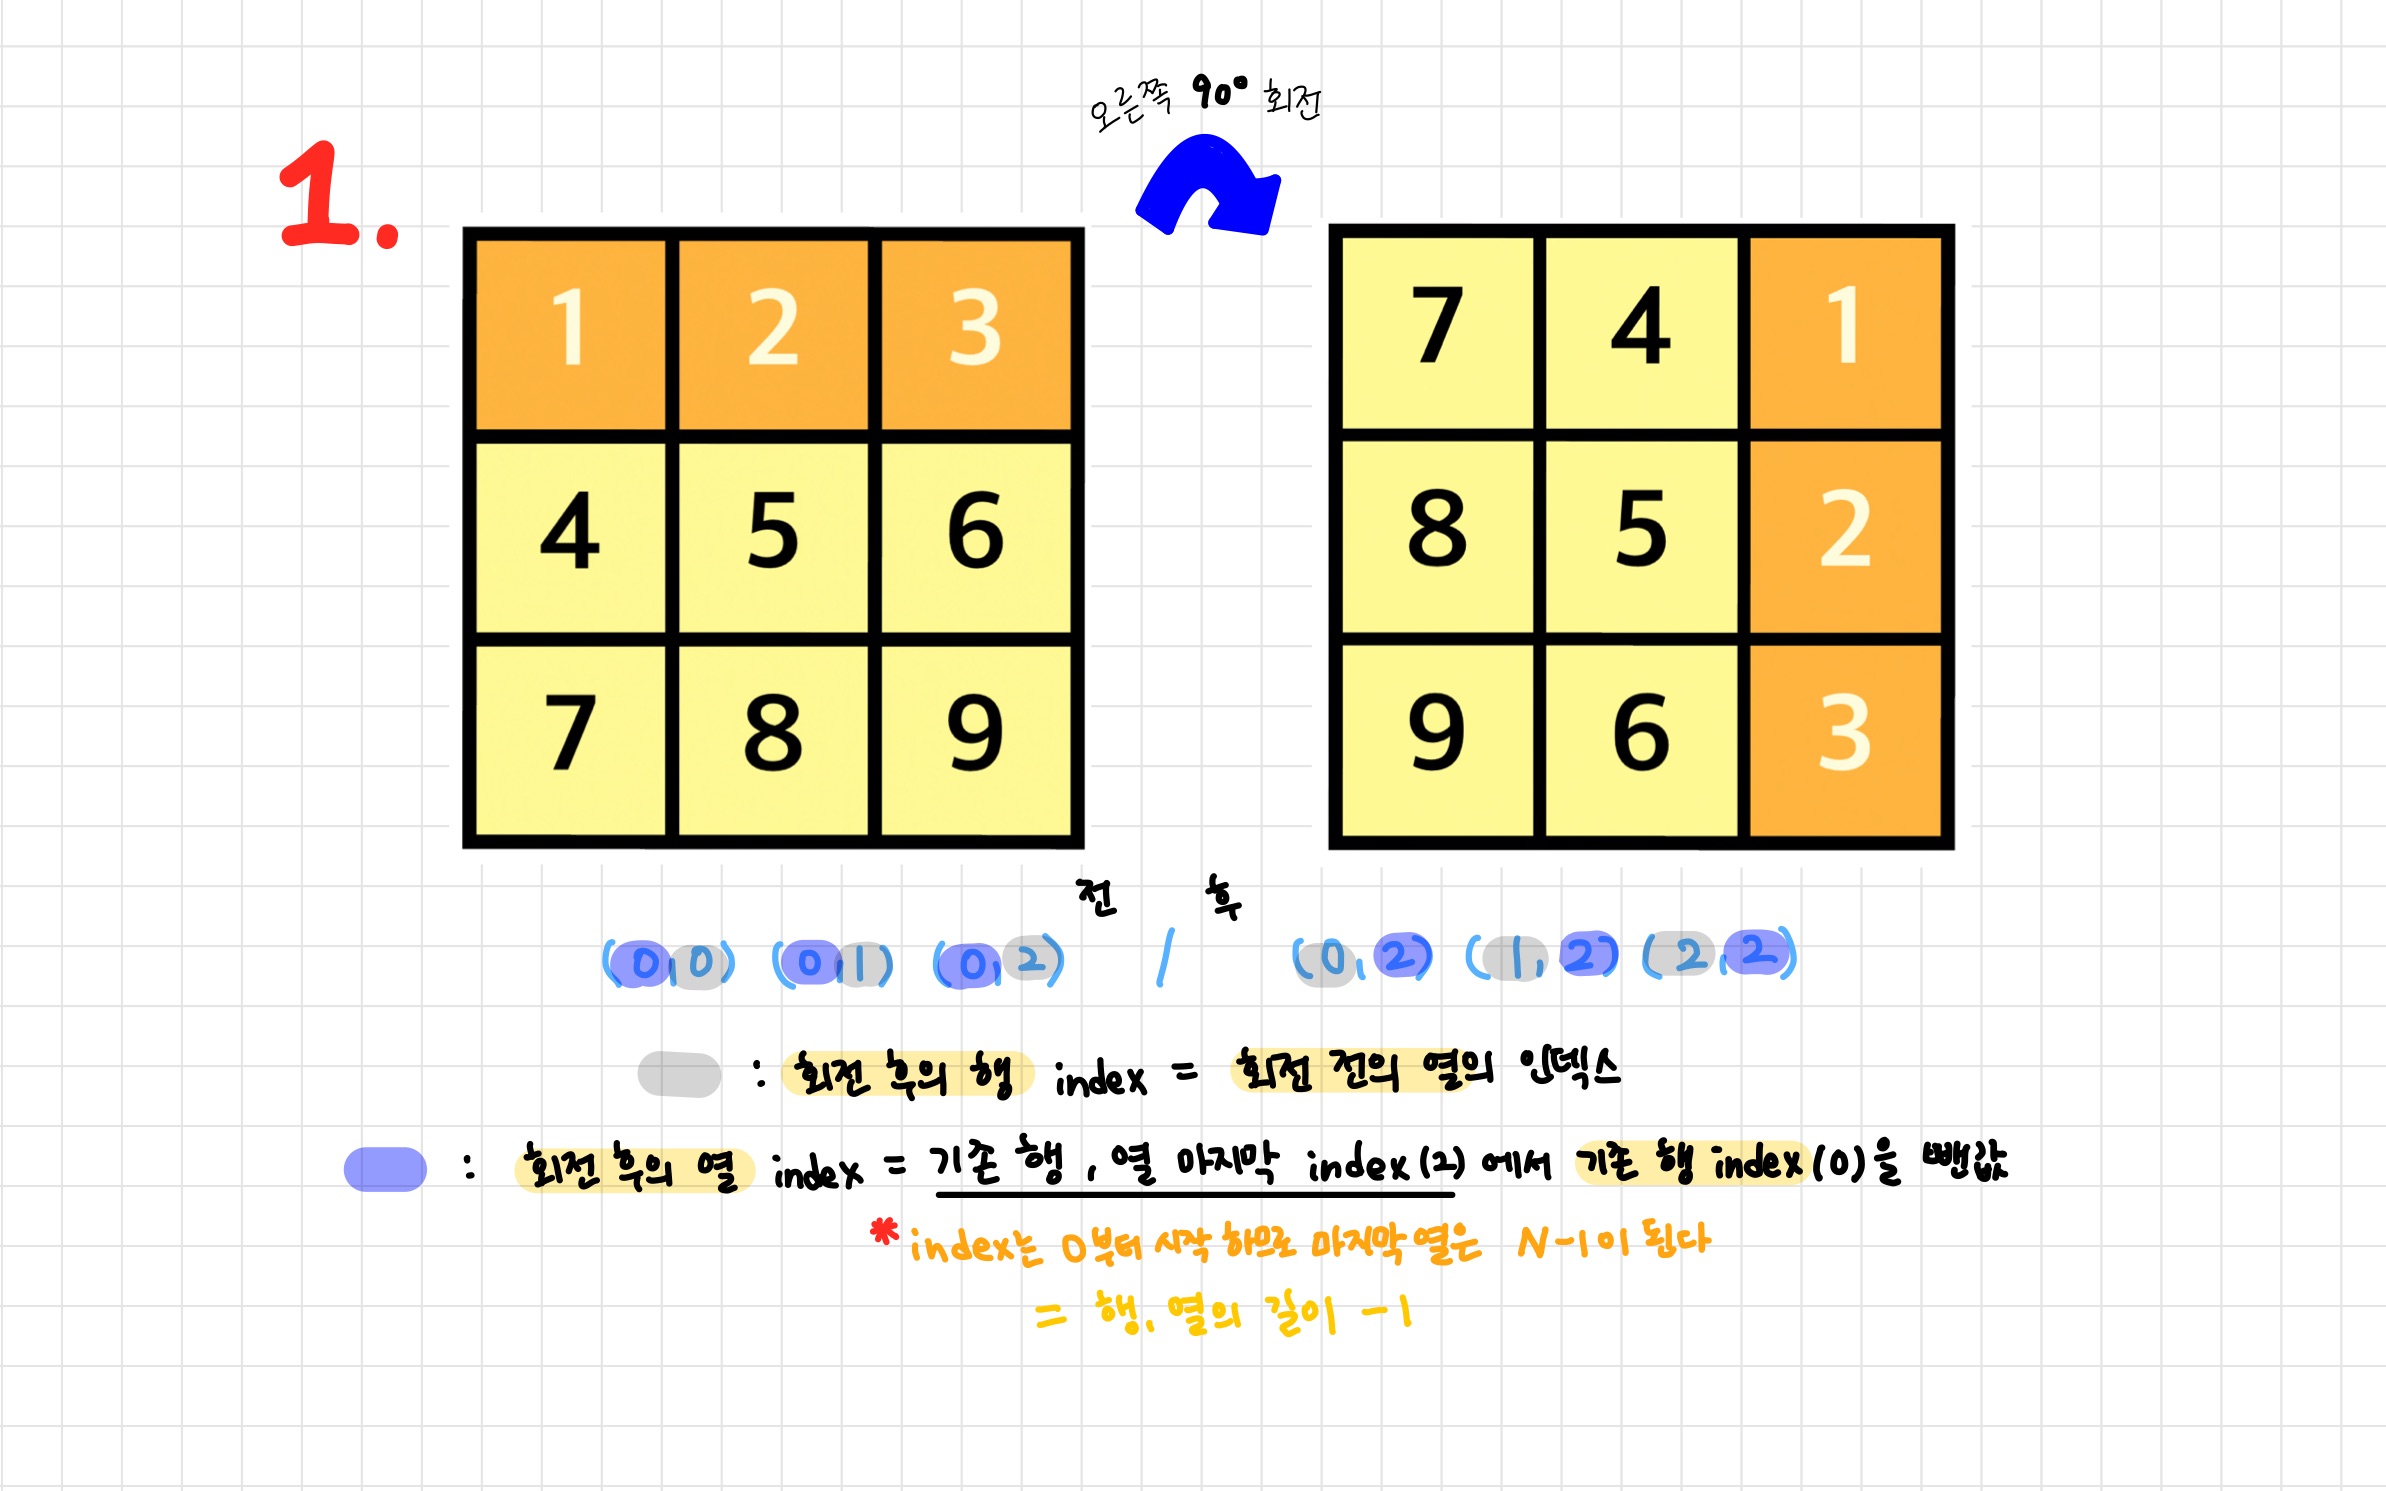 오른쪽 90° 회전
1.
1 2 3 7 4 1
4 5 6 8 5 2
7 8 9 9 6 3
전 후
(0,0) (0,1) (0,2) / (0,2) (1,2) (2,2)
: 회전 후의 행 index = 회전 전의 열의 인덱스
: 회전 후의 열 index = 기존 행, 열 마지막 index(2) 에서 기존 행 index(0)을 뺀값
*index는 0부터 시작하므로 마지막열은 N-1이 된다
= 행, 열의 길이 -1